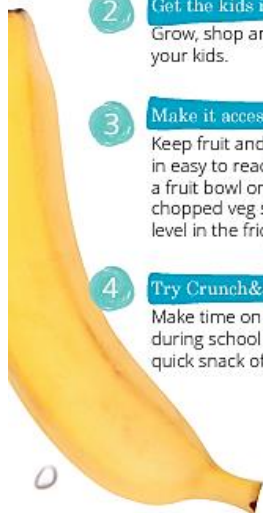 2
Get the kids i
Grow, shop an
your kids.
3
Make it acces
Keep fruit and
in easy to reac
a fruit bowl or
chopped veg s
level in the frid
4
Try Crunch&
Make time on
during school
quick snack of